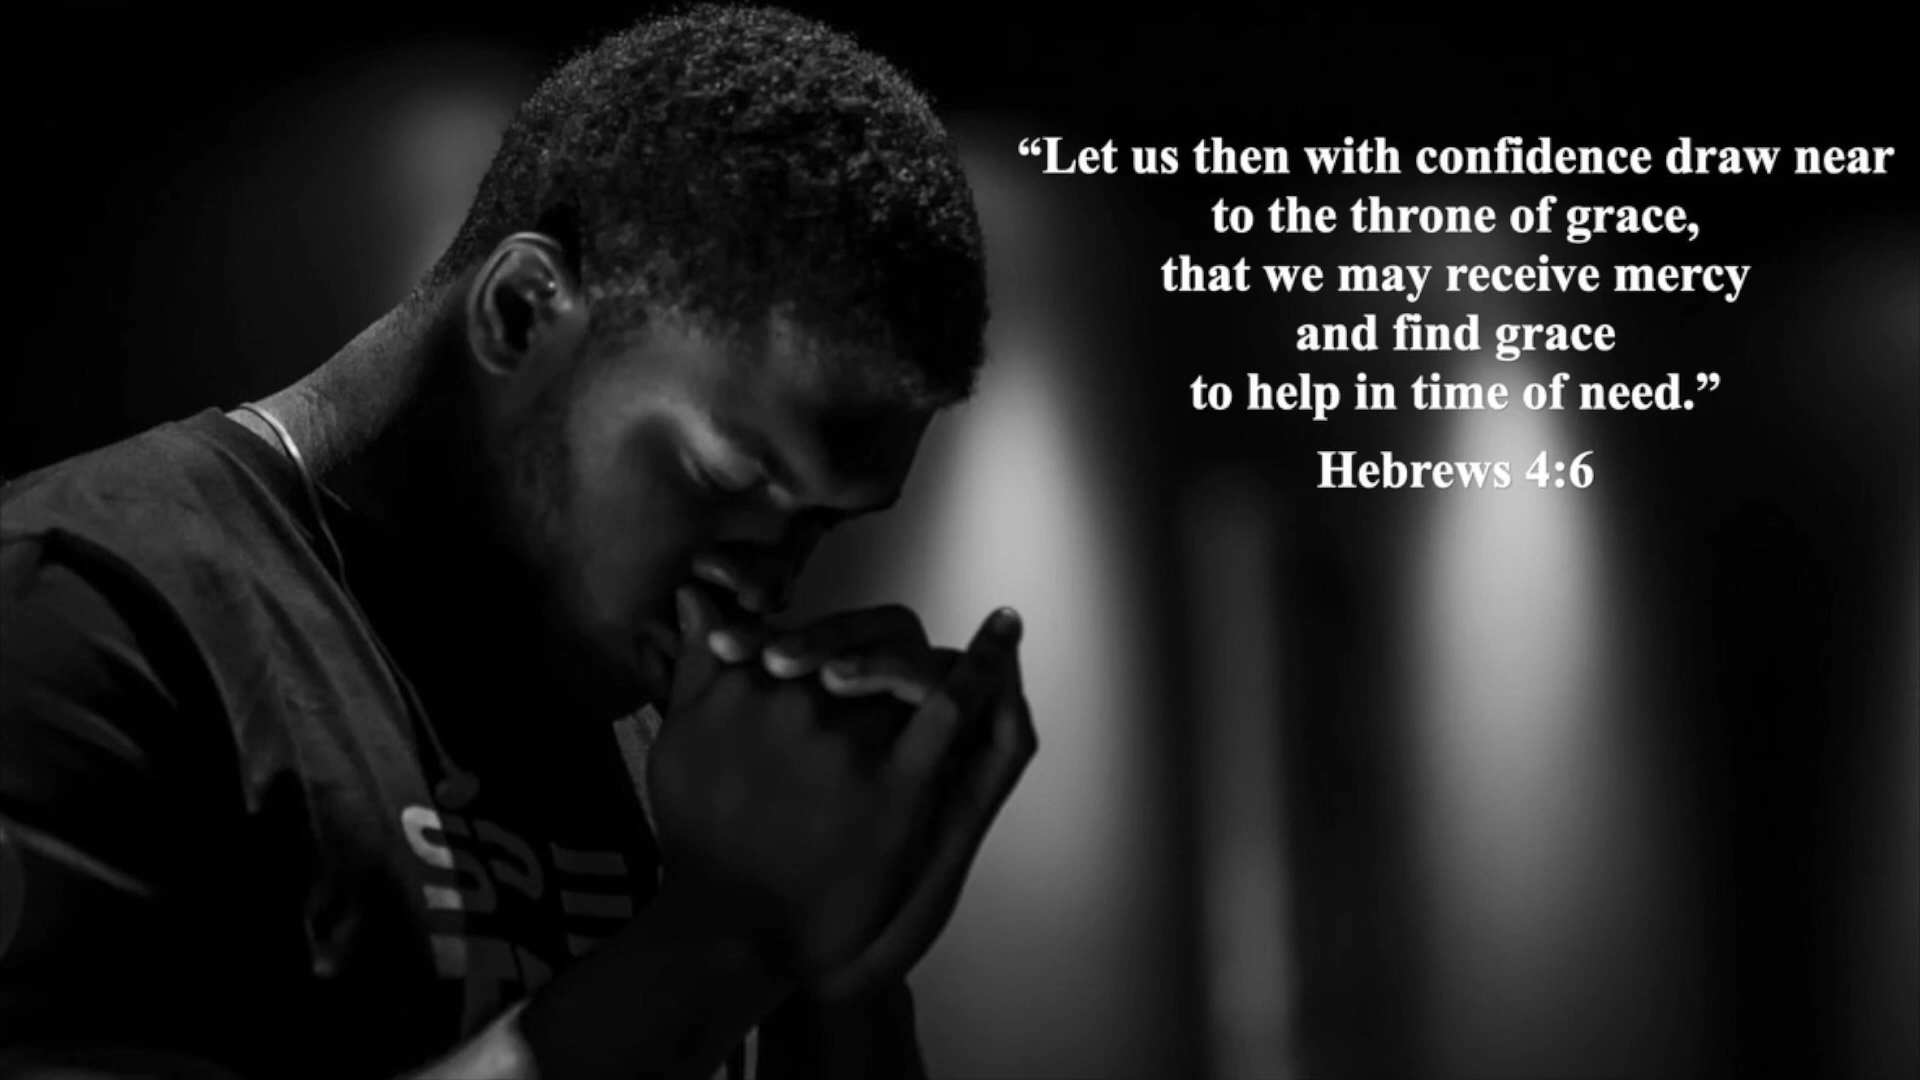 “Let us then with confidence draw near
to the throne of grace,
that we may receive mercy
and find grace
to help in time of need.”
Hebrews 4:6